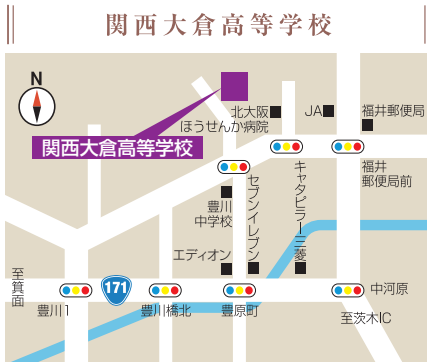 関西大倉高等学校
N
北大阪
ほうせんか病院
JA
福井郵便局
関西大倉高等学校
福井
郵便局前
セブンイレブン
キャタピラー三菱
豊川
中学校
エディオン
至箕面
171
中河原
豊川1
豊川橋北
豊原町
至茨木IC